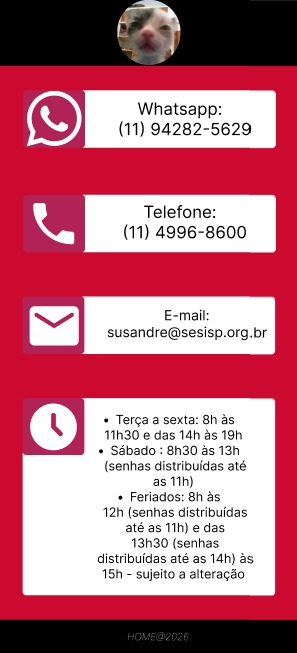 Whatsapp:
(11) 94282-5629
Telefone:
(11) 4996-8600
E-mail:
susandre@sesisp.org.br
• Terça a sexta: 8h às
11h30 e das 14h às 19h
• Sábado : 8h30 às 13h
(senhas distribuídas até
as 11h)
• Feriados: 8h às
12h (senhas distribuídas
até as 11h) e das
13h30 (senhas
distribuídas até as 14h) às
15h - sujeito a alteração
HOME@2026